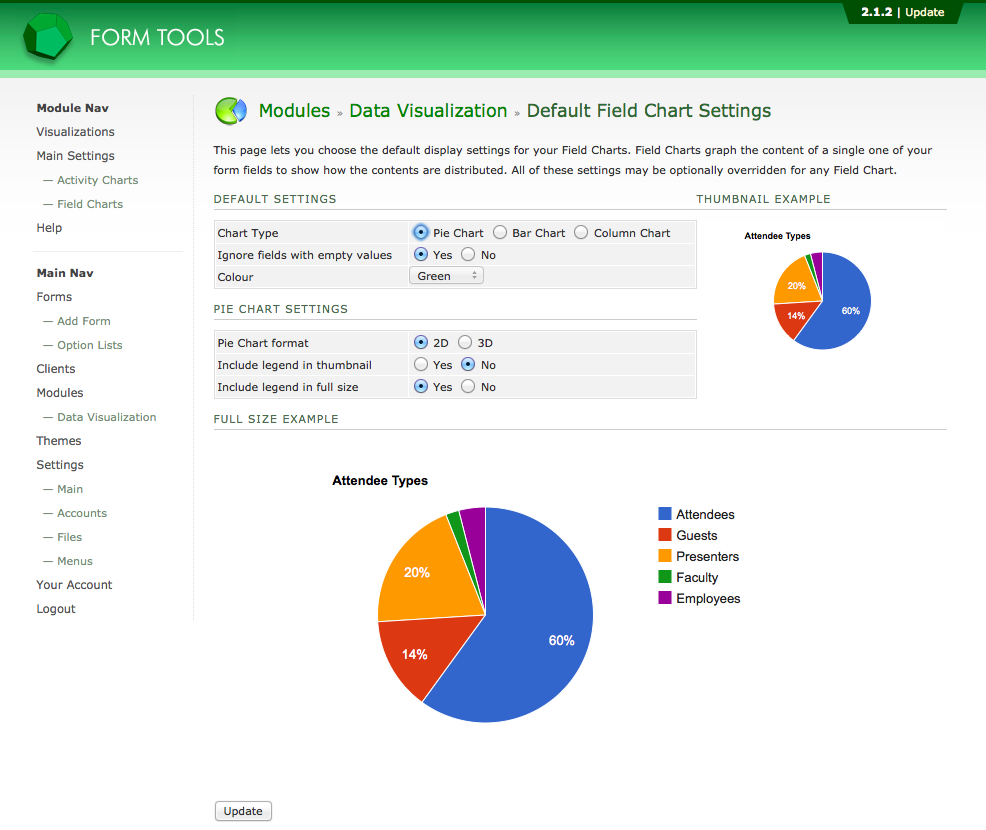 2.1.2 | Update
FORM TOOLS
Module Nav
Visualizations
Main Settings
— Activity Charts
— Field Charts
Help
Main Nav
Forms
— Add Form
— Option Lists
Clients
Modules
— Data Visualization
Themes
Settings
— Main
— Accounts
— Files
— Menus
Your Account
Logout
Modules » Data Visualization » Default Field Chart Settings
This page lets you choose the default display settings for your Field Charts. Field Charts graph the content of a single one of your
form fields to show how the contents are distributed. All of these settings may be optionally overridden for any Field Chart.
DEFAULT SETTINGS
Chart Type Pie Chart Bar Chart Column Chart
Ignore fields with empty values Yes No
Colour Green
PIE CHART SETTINGS
Pie Chart format 2D 3D
Include legend in thumbnail Yes No
Include legend in full size Yes No
THUMBNAIL EXAMPLE
Attendee Types
20%
60%
14%
FULL SIZE EXAMPLE
Attendee Types
20%
60%
14%
Attendees
Guests
Presenters
Faculty
Employees
Update